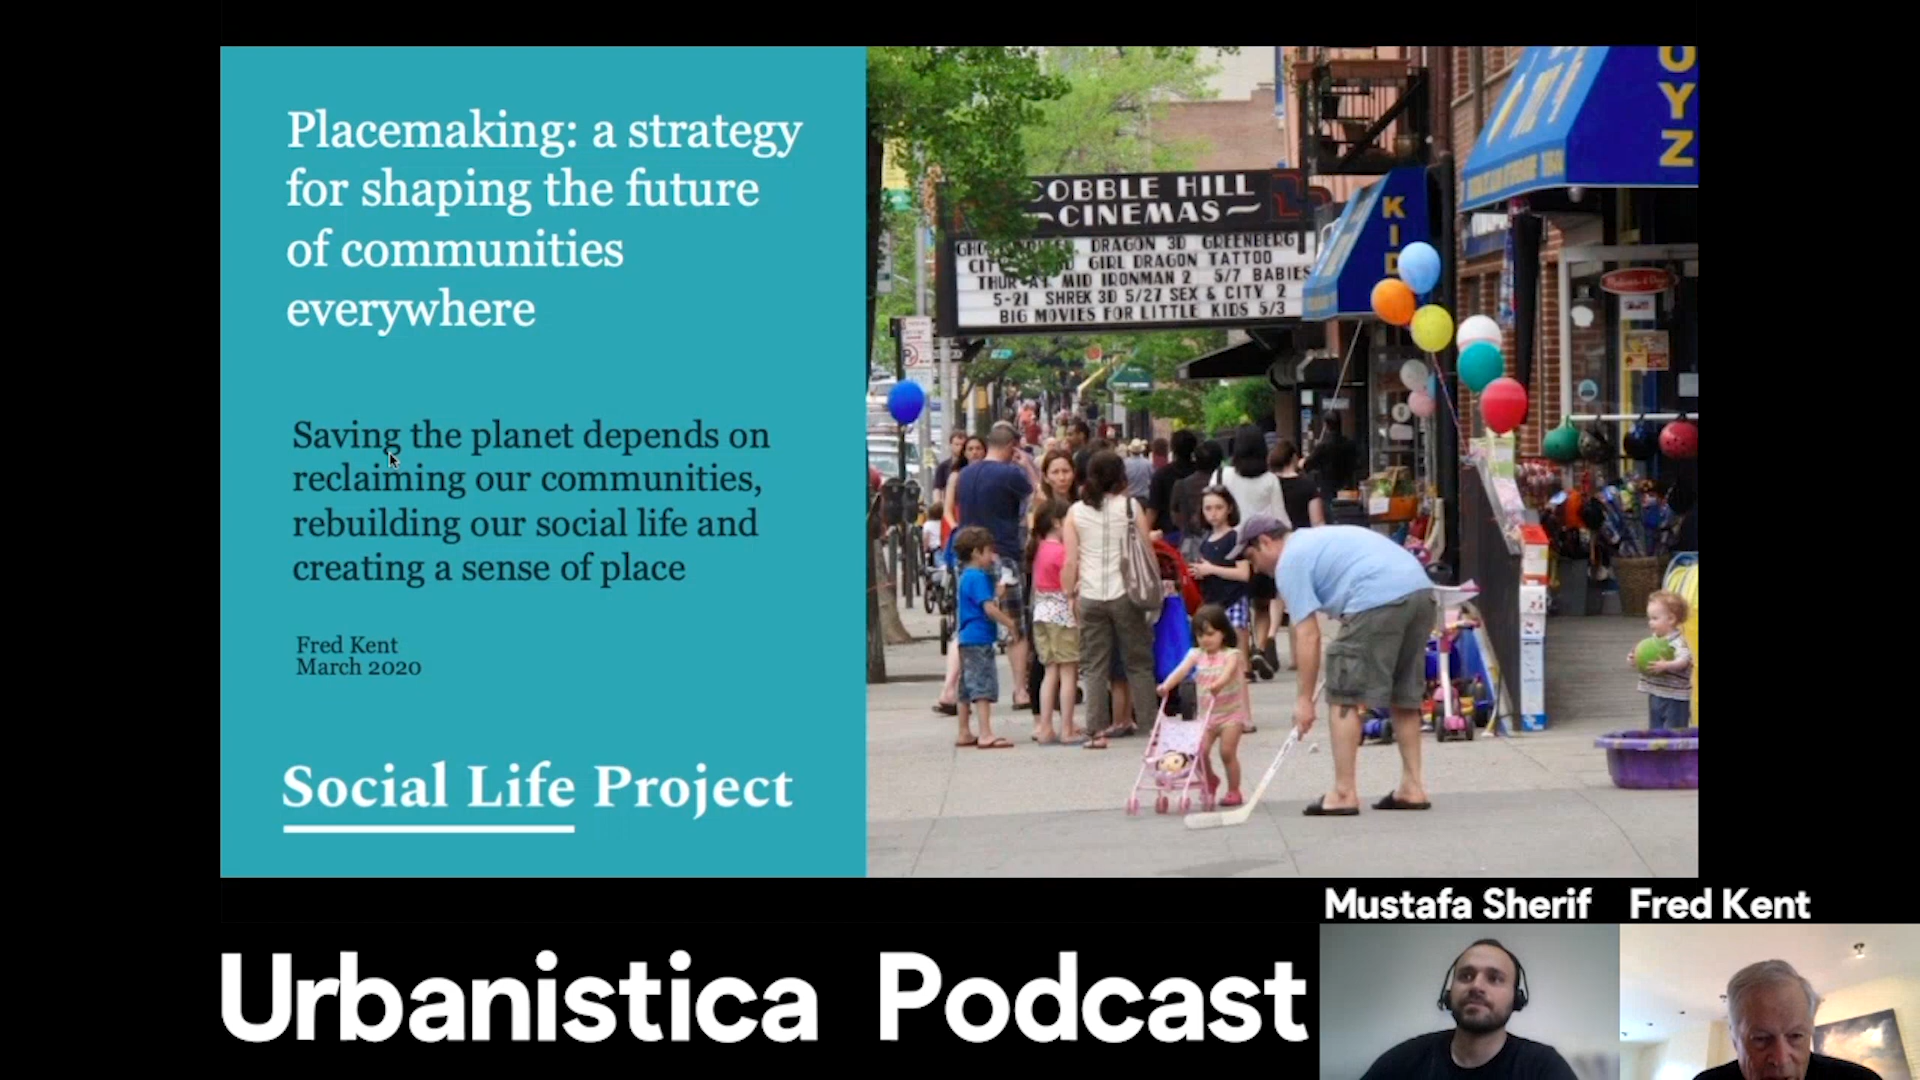 Placemaking: a strategy
for shaping the future
of communities
everywhere
Saving the planet depends on
reclaiming our communities,
rebuilding our social life and
creating a sense of place
Fred Kent
March 2020
Social Life Project
COBBLE HILL
CINEMAS
DRAGON 3D GREENBERG
GIRL DRAGON TATTOO
MID IRONMAN 2 5/7 BABIES
5-21 SHREK 3D 5/27 SEX & CITY 2
BIG MOVIES FOR LITTLE KIDS 5/3
KID
OYZ
Mustafa Sherif
Fred Kent
Urbanistica Podcast